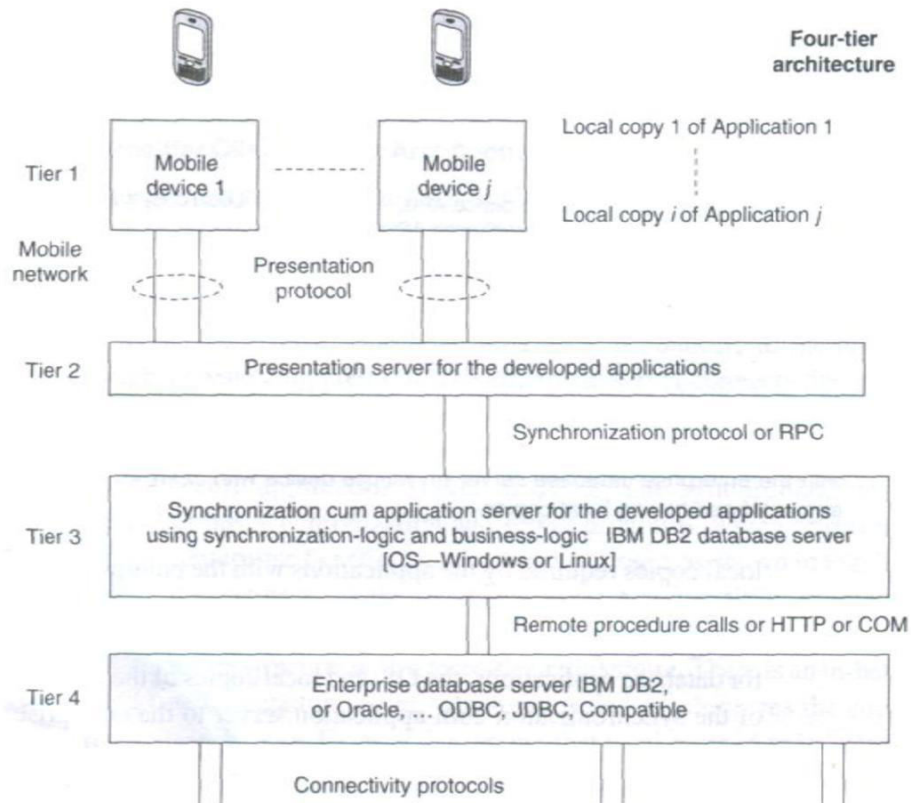 Four-tier
architecture
Local copy 1 of Application 1
Tier 1
Mobile
device 1
Mobile
device j
Local copy i of Application j
Mobile
network
Presentation
protocol
Tier 2
Presentation server for the developed applications
Synchronization protocol or RPC
Tier 3
Synchronization cum application server for the developed applications
using synchronization-logic and business-logic IBM DB2 database server
[OS—Windows or Linux]
Remote procedure calls or HTTP or COM
Tier 4
Enterprise database server IBM DB2,
or Oracle, ... ODBC, JDBC, Compatible
Connectivity protocols